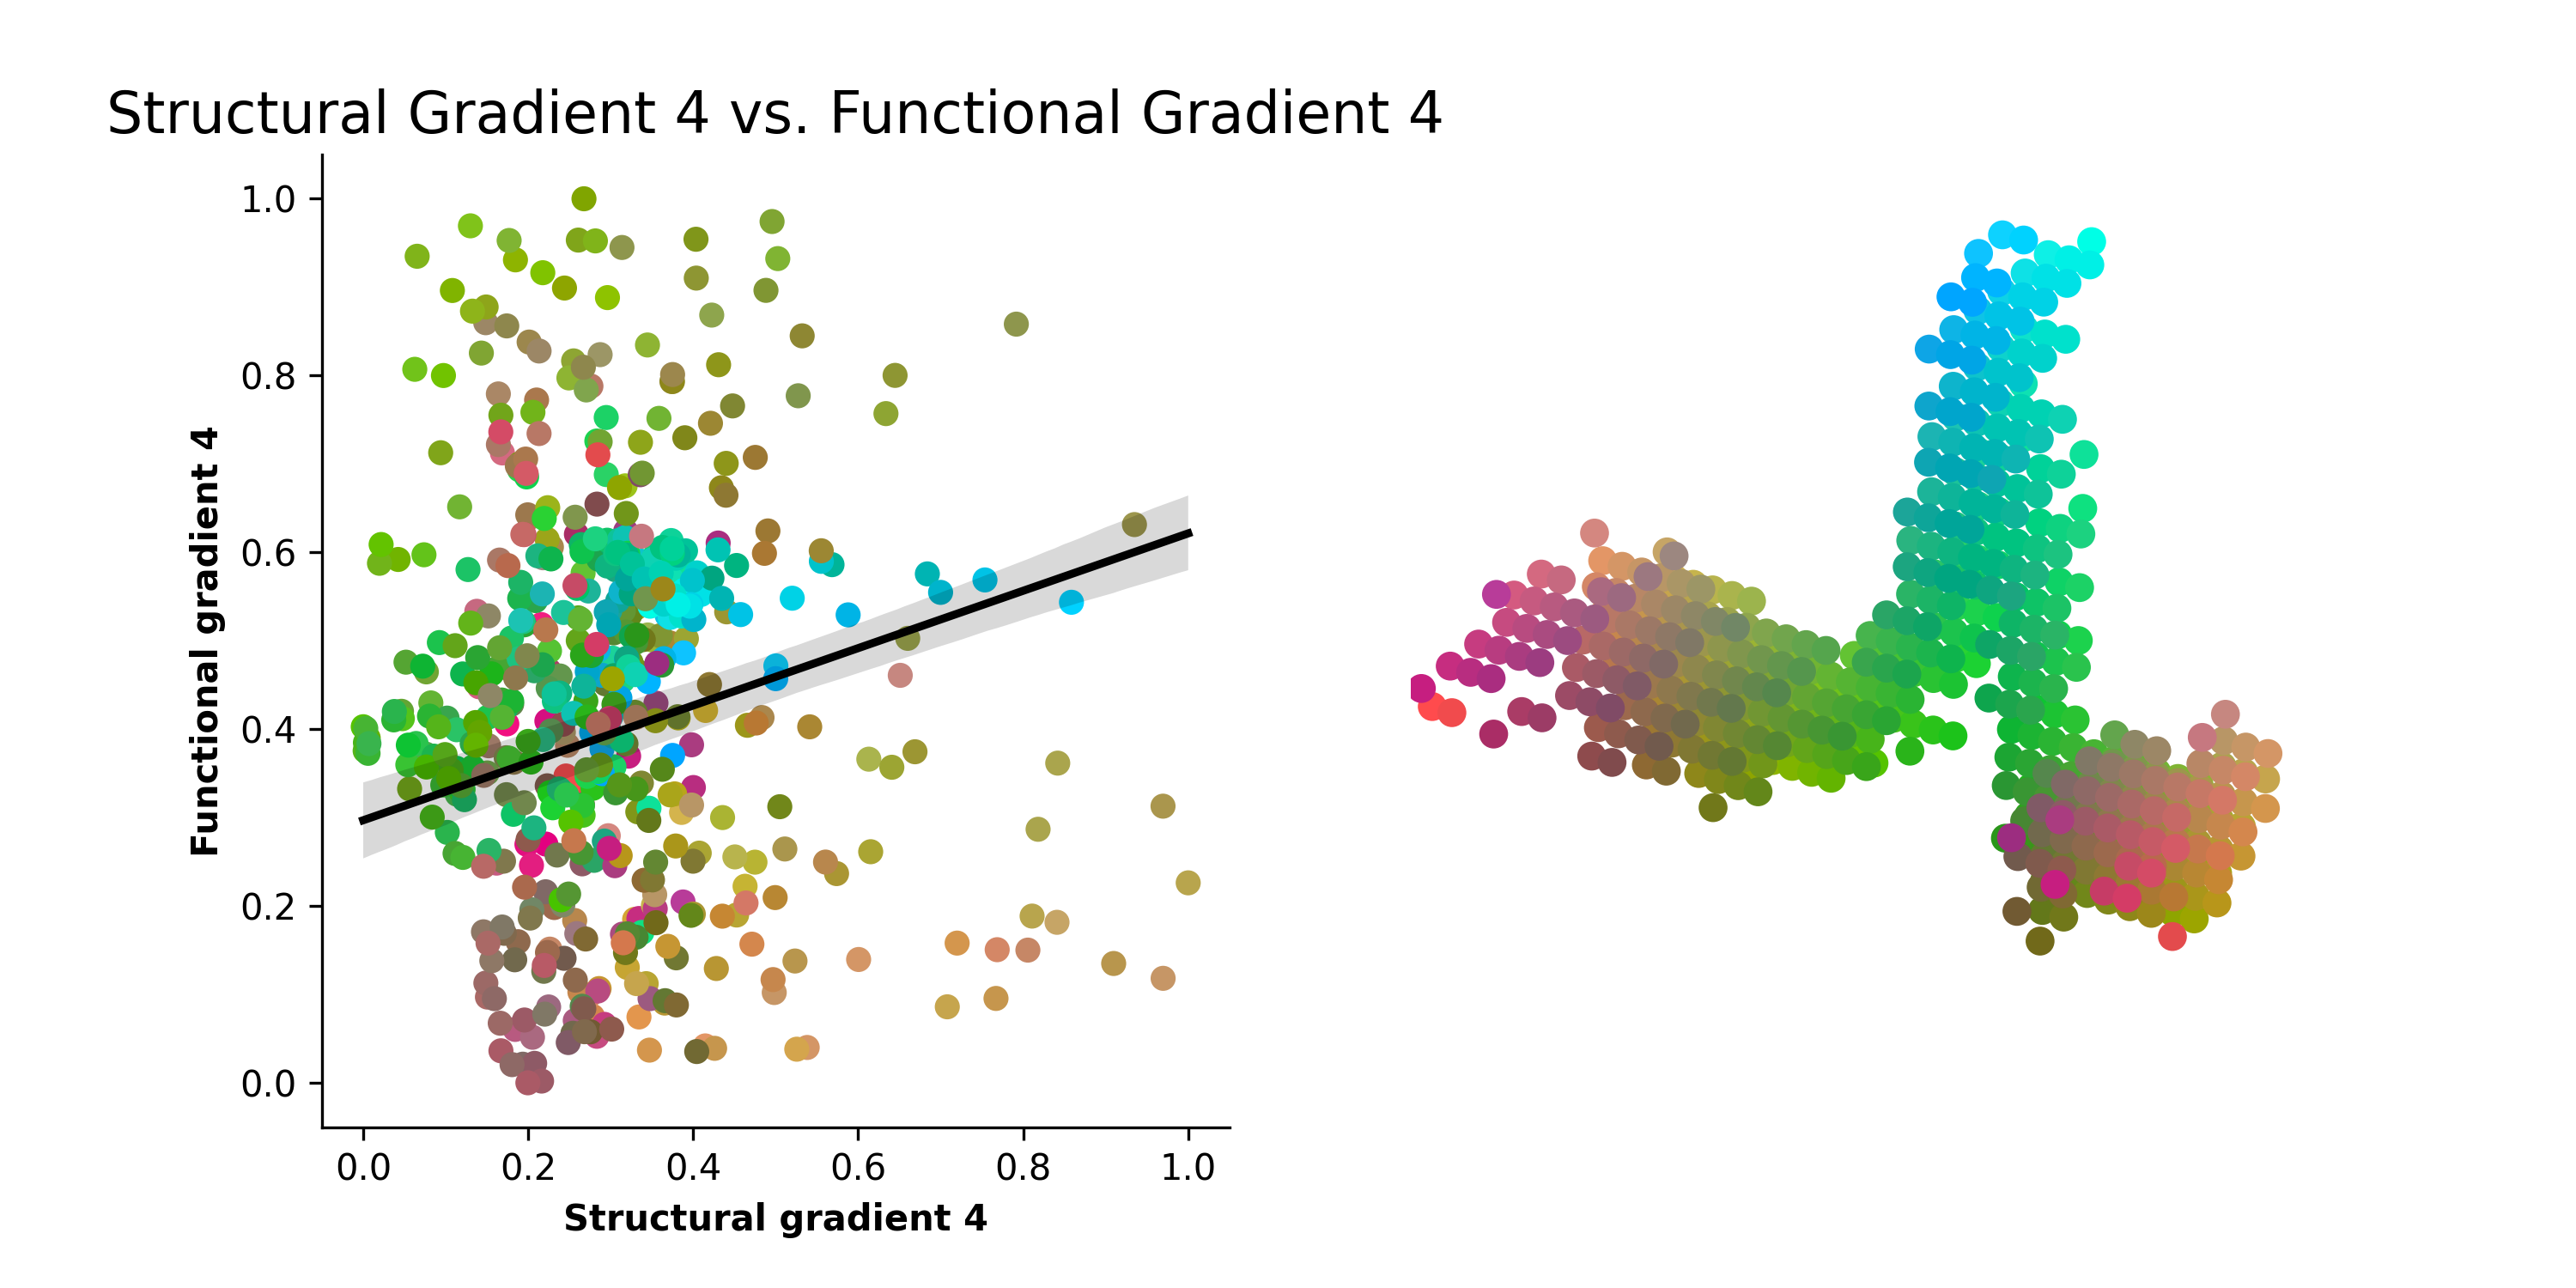 Structural Gradient 4 vs. Functional Gradient 4
1.0
0.8
0.6
0.4
0.2
0.0
Functional gradient 4
0.0 0.2 0.4 0.6 0.8 1.0
Structural gradient 4